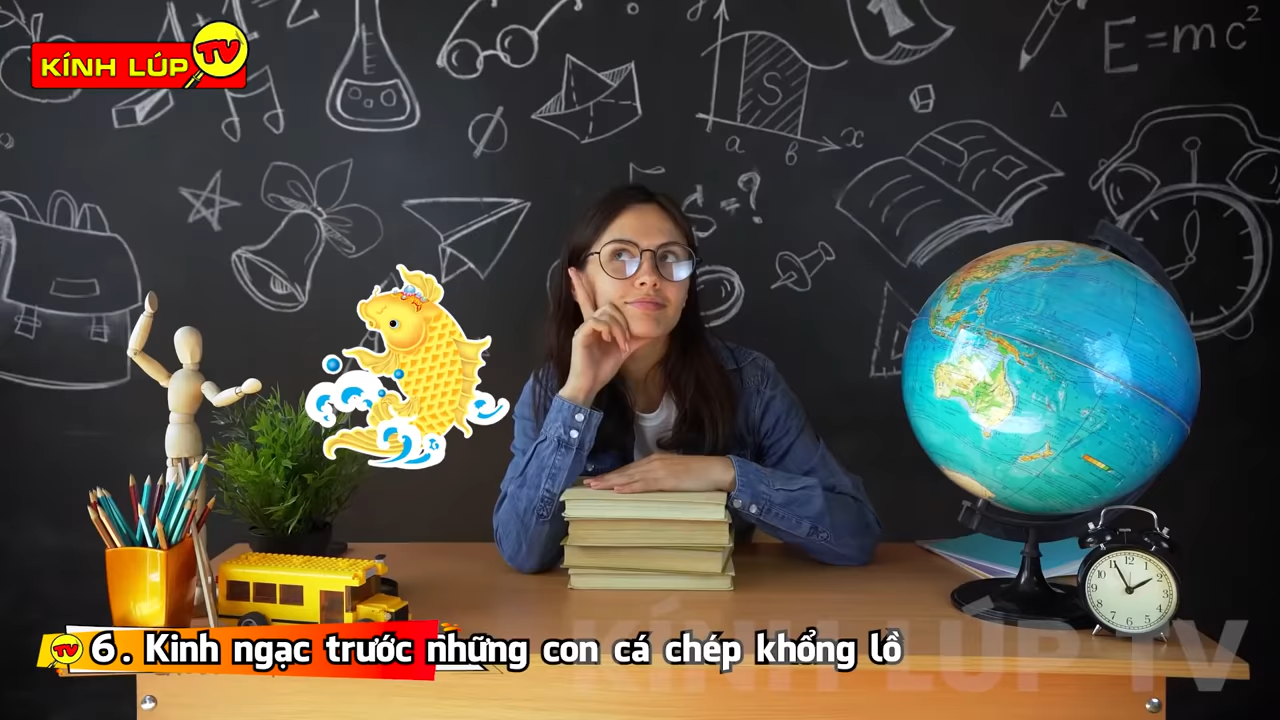 KÍNH LÚP TV
E=mc²
S
a b x
$=?
TV 6. Kinh ngạc trước những con cá chép khổng lồ
KÍNH LÚP TV